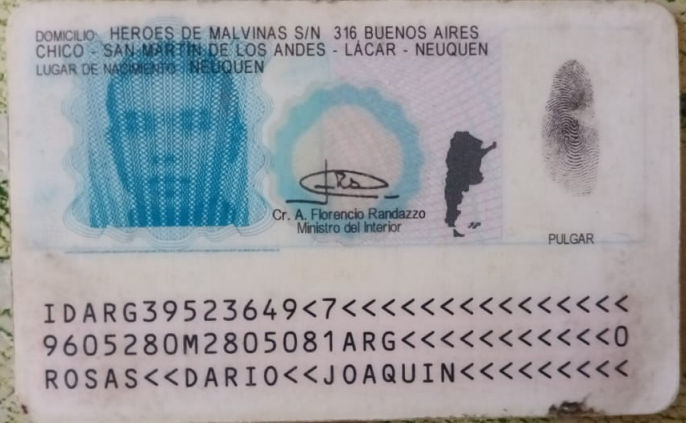 DOMICILIO HEROES DE MALVINAS S/N 316 BUENOS AIRES
CHICO - SAN MARTÍN DE LOS ANDES - LÁCAR - NEUQUEN
LUGAR DE NACIMIENTO NEUQUEN
Cr. A. Florencio Randazzo
Ministro del Interior
PULGAR
IDARG39523649<7<<<<<<<<<<<<<<<
9605280M2805081ARG<<<<<<<<<<<0
ROSAS<<DARIO<<JOAQUIN<<<<<<<<<